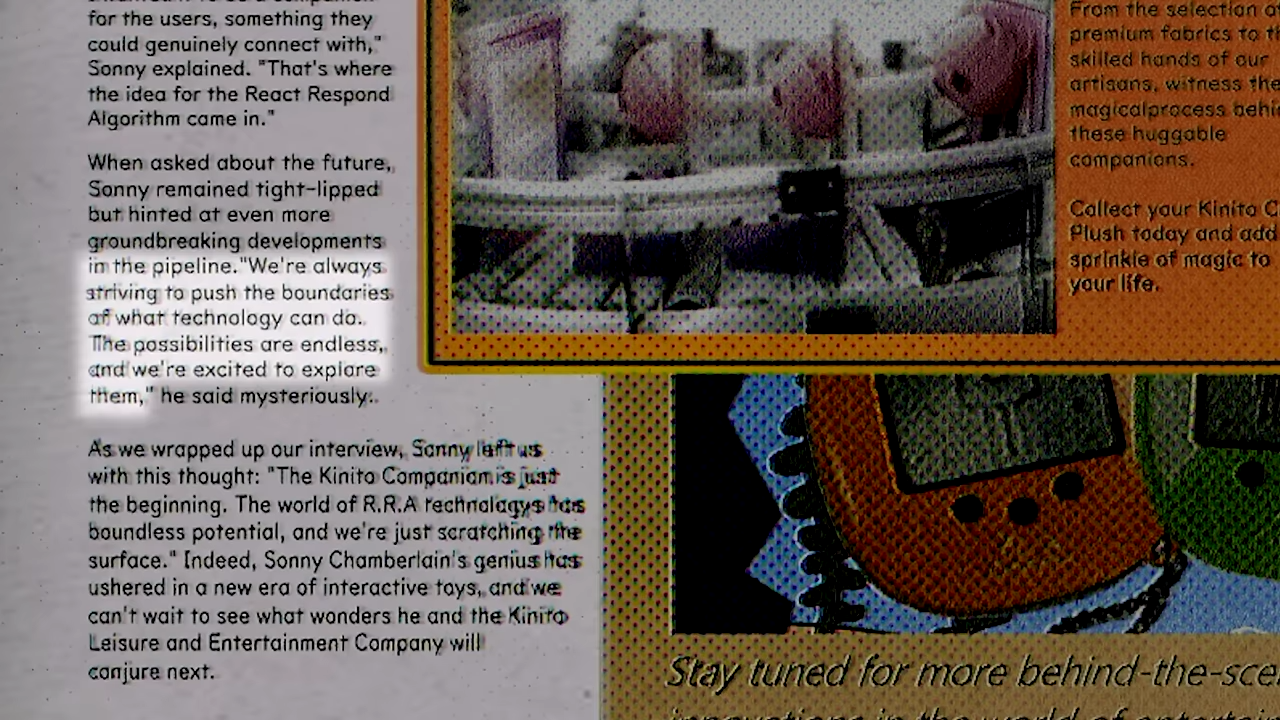 for the users, something they
could genuinely connect with,"
Sonny explained. "That's where
the idea for the React Respond
Algorithm came in."
When asked about the future,
Sonny remained tight-lipped
but hinted at even more
groundbreaking developments
in the pipeline."We're always
striving to push the boundaries
of what technology can do.
The possibilities are endless,
and we're excited to explore
them," he said mysteriously.
As we wrapped up our interview, Sonny left us
with this thought: "The Kinito Companion is just
the beginning. The world of R.R.A technology has
boundless potential, and we're just scratching the
surface." Indeed, Sonny Chamberlain's genius has
ushered in a new era of interactive toys, and we
can't wait to see what wonders he and the Kinito
Leisure and Entertainment Company will
conjure next.
From the selection
premium fabrics to
skilled hands of our
artisans, witness the
magicalprocess
these huggable
companions.
Collect your Kinito
Plush today and add
sprinkle of magic to
your life.
Stay tuned for more
innovations in the world of